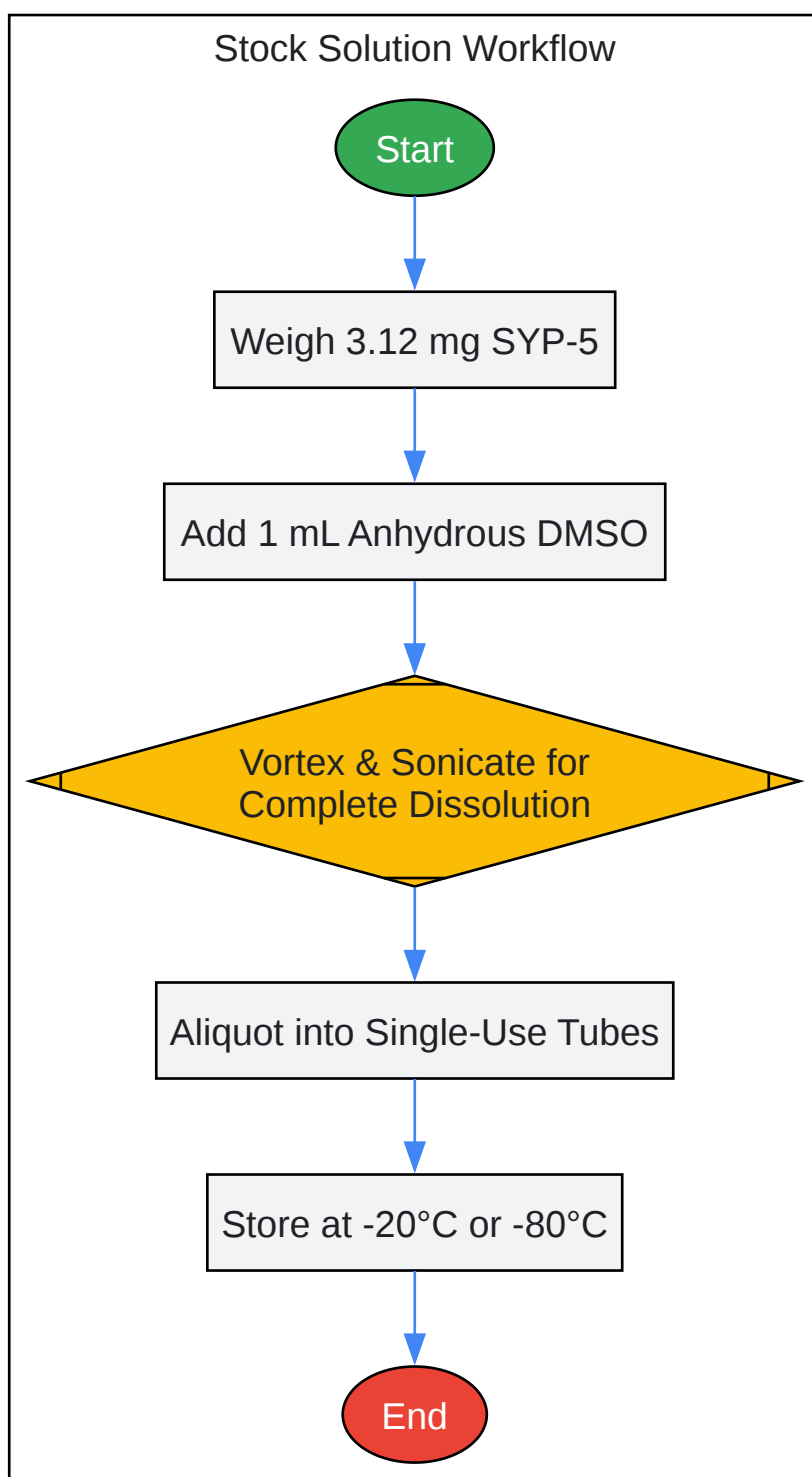 Stock Solution Workflow
Start
Weigh 3.12 mg SYP-5
Add 1 mL Anhydrous DMSO
Vortex & Sonicate for
Complete Dissolution
Aliquot into Single-Use Tubes
Store at -20°C or -80°C
End